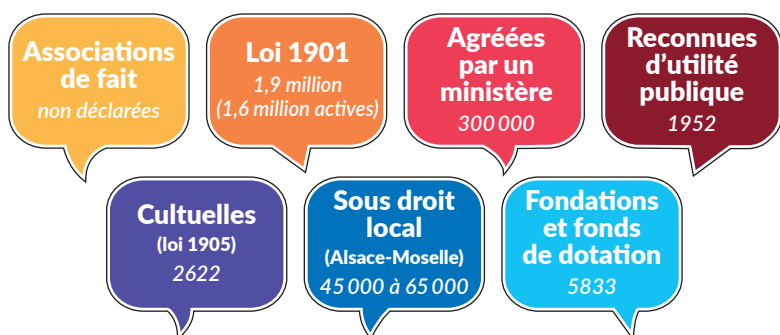 Associations
de fait
non déclarées
Loi 1901
1,9 million
(1,6 million actives)
Agréées
par un
ministère
300 000
Reconnues
d'utilité
publique
1952
Cultuelles
(loi 1905)
2622
Sous droit
local
(Alsace-Moselle)
45 000 à 65 000
Fondations
et fonds
de dotation
5833